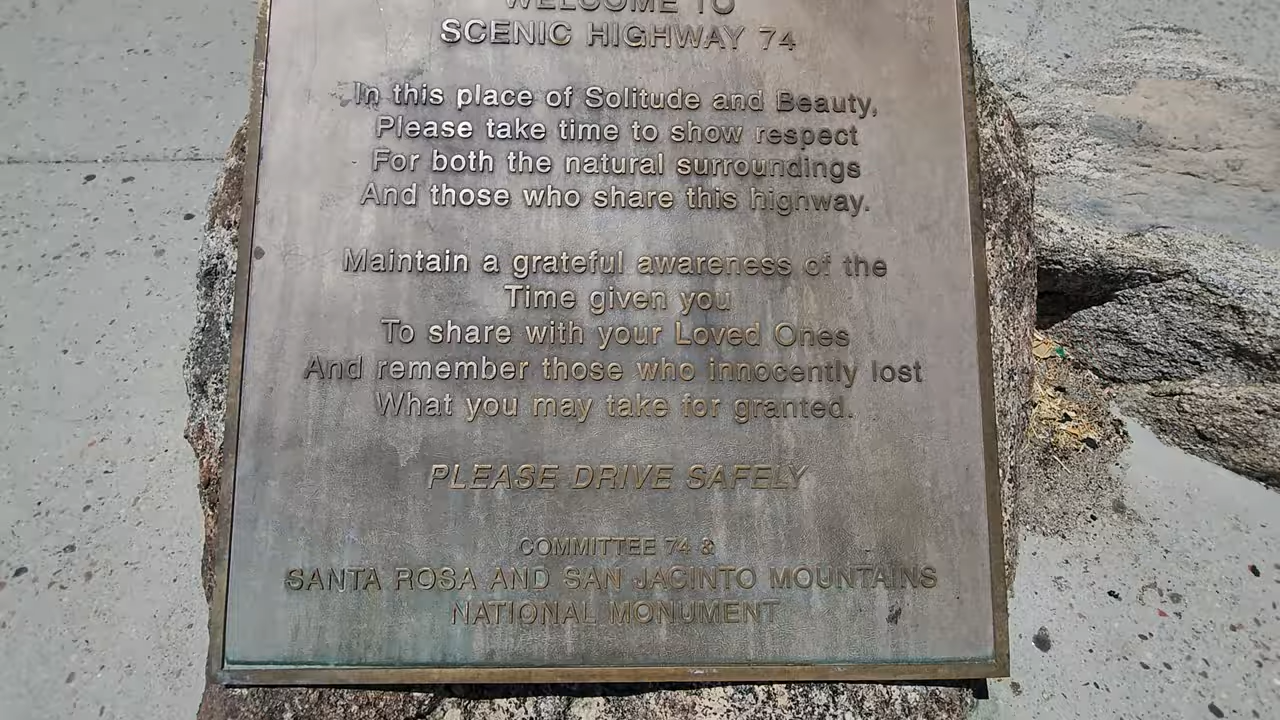 WELCOME TO
SCENIC HIGHWAY 74
In this place of Solitude and Beauty,
Please take time to show respect
For both the natural surroundings
And those who share this highway.
Maintain a grateful awareness of the
Time given you
To share with your Loved Ones
And remember those who innocently lost
What you may take for granted.
PLEASE DRIVE SAFELY
COMMITTEE 74 &
SANTA ROSA AND SAN JACINTO MOUNTAINS
NATIONAL MONUMENT